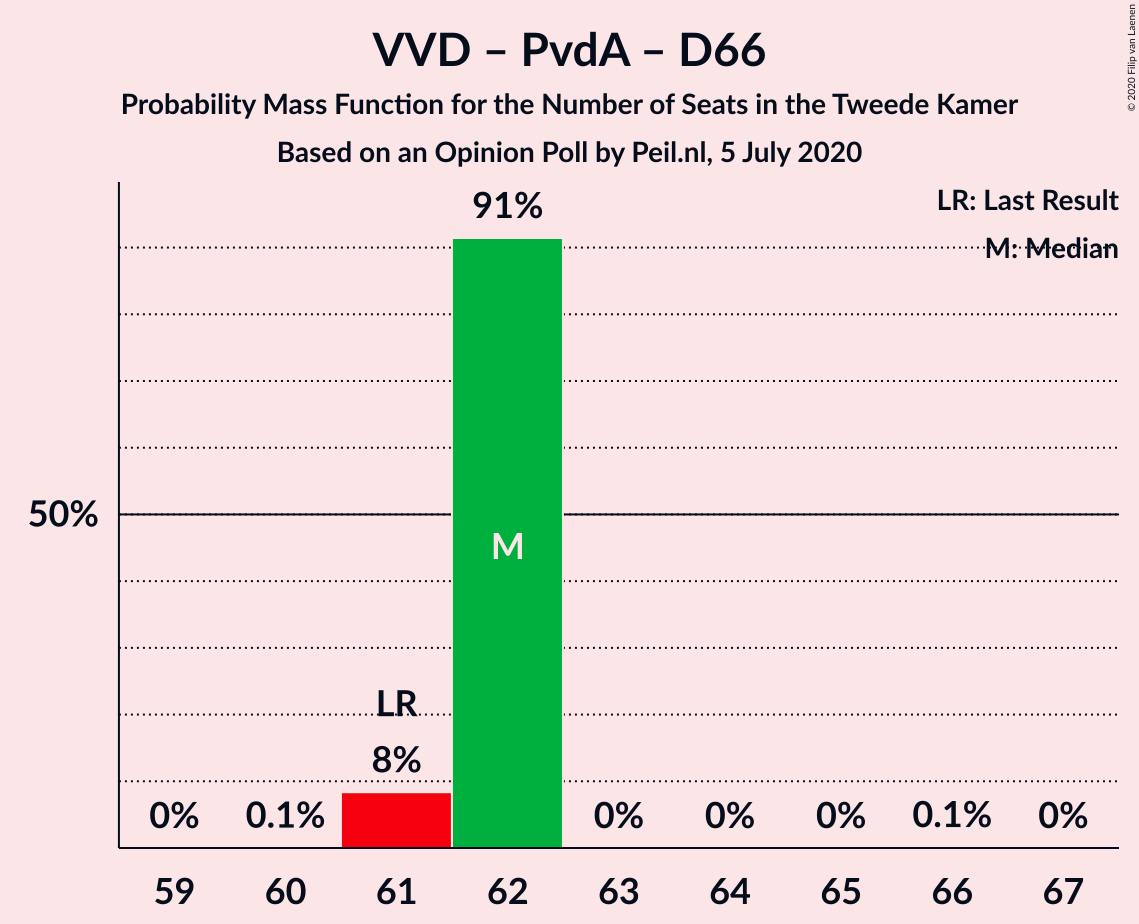 VVD – PvdA – D66
Probability Mass Function for the Number of Seats in the Tweede Kamer
Based on an Opinion Poll by Peil.nl, 5 July 2020
© 2020 Filip van Laenen
LR: Last Result
M: Median
91%
50%
M
LR
8%
0% 0.1% 0% 0% 0% 0.1% 0%
59 60 61 62 63 64 65 66 67